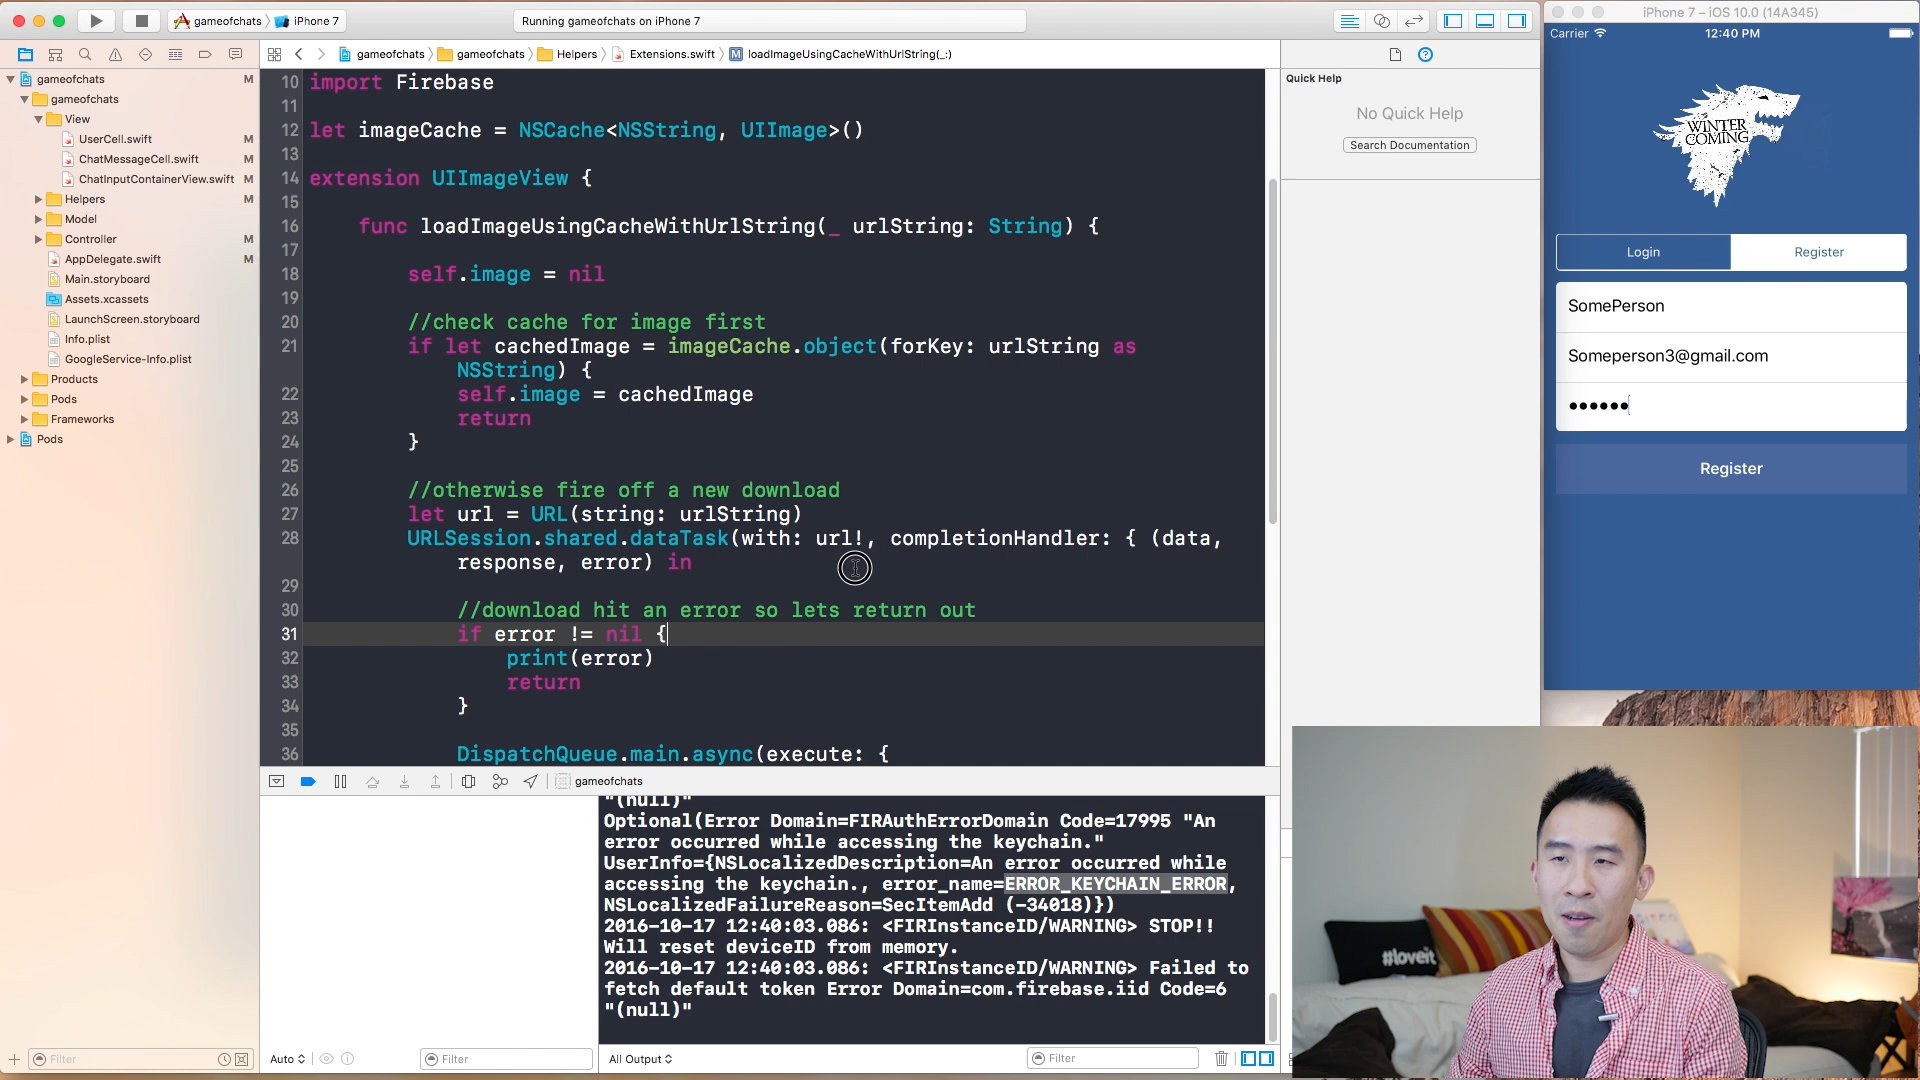 gameofchats
iPhone 7
Running gameofchats on iPhone 7
gameofchats
gameofchats
Helpers
Extensions.swift
M
loadImageUsingCacheWithUrlString(_:)
gameofchats
M
gameofchats
View
UserCell.swift
M
ChatMessageCell.swift
M
ChatInputContainerView.swift
M
Helpers
M
Model
Controller
M
AppDelegate.swift
M
Main.storyboard
Assets.xcassets
LaunchScreen.storyboard
Info.plist
GoogleService-Info.plist
Products
Pods
Frameworks
Pods
Filter
10 import Firebase
11
12 let imageCache = NSCache<NSString, UIImage>()
13
14 extension UIImageView {
15
16 func loadImageUsingCacheWithUrlString(_ urlString: String) {
17
18 self.image = nil
19
20 //check cache for image first
21 if let cachedImage = imageCache.object(forKey: urlString as
NSString) {
22 self.image = cachedImage
23 return
24 }
25
26 //otherwise fire off a new download
27 let url = URL(string: urlString)
28 URLSession.shared.dataTask(with: url!, completionHandler: { (data,
response, error) in
29
30 //download hit an error so lets return out
31 if error != nil {
32 print(error)
33 return
34 }
35
36 DispatchQueue.main.async(execute: {
gameofchats
"(null)"
Optional(Error Domain=FIRAuthErrorDomain Code=17995 "An
error occurred while accessing the keychain."
UserInfo={NSLocalizedDescription=An error occurred while
accessing the keychain., error_name=ERROR_KEYCHAIN_ERROR,
NSLocalizedFailureReason=SecItemAdd (-34018)})
2016-10-17 12:40:03.086: <FIRInstanceID/WARNING> STOP!!
Will reset deviceID from memory.
2016-10-17 12:40:03.086: <FIRInstanceID/WARNING> Failed to
fetch default token Error Domain=com.firebase.iid Code=6
"(null)"
Auto
Filter
All Output
Filter
Quick Help
No Quick Help
Search Documentation
iPhone 7 – iOS 10.0 (14A345)
Carrier
12:40 PM
WINTER
COMING
Login
Register
SomePerson
Someperson3@gmail.com
Register
#loveit